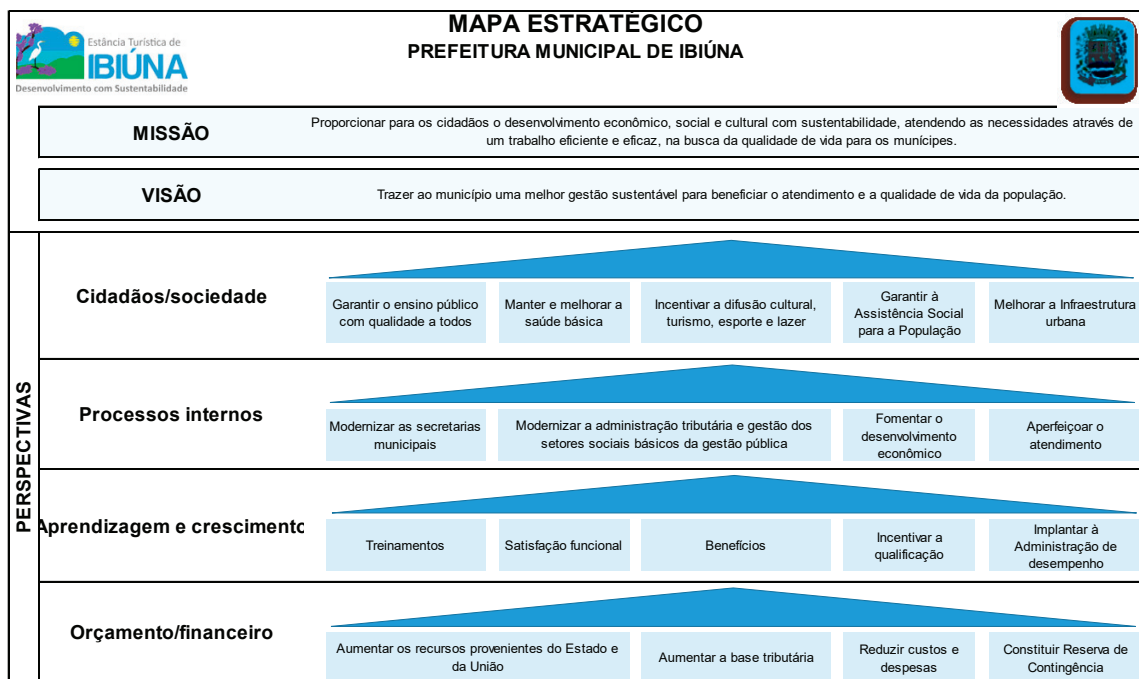 MAPA ESTRATÉGICO
PREFEITURA MUNICIPAL DE IBIÚNA
Estância Turística de
IBIÚNA
Desenvolvimento com Sustentabilidade
MISSÃO
Proporcionar para os cidadãos o desenvolvimento econômico, social e cultural com sustentabilidade, atendendo as necessidades através de
um trabalho eficiente e eficaz, na busca da qualidade de vida para os munícipes.
VISÃO
Trazer ao município uma melhor gestão sustentável para beneficiar o atendimento e a qualidade de vida da população.
PERSPECTIVAS
Cidadãos/sociedade
Garantir o ensino público
com qualidade a todos
Manter e melhorar a
saúde básica
Incentivar a difusão cultural,
turismo, esporte e lazer
Garantir à
Assistência Social
para a População
Melhorar a Infraestrutura
urbana
Processos internos
Modernizar as secretarias
municipais
Modernizar a administração tributária e gestão dos
setores sociais básicos da gestão pública
Fomentar o
desenvolvimento
econômico
Aperfeiçoar o
atendimento
Aprendizagem e crescimento
Treinamentos
Satisfação funcional
Benefícios
Incentivar a
qualificação
Implantar à
Administração de
desempenho
Orçamento/financeiro
Aumentar os recursos provenientes do Estado e
da União
Aumentar a base tributária
Reduzir custos e
despesas
Constituir Reserva de
Contingência